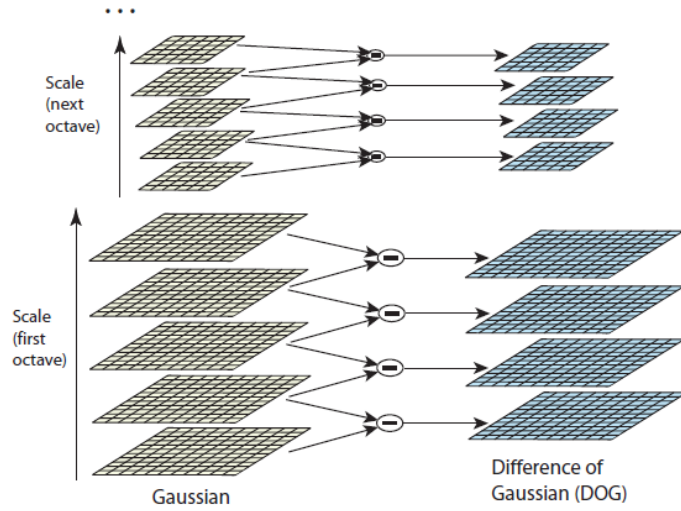 . . .
Scale
(next
octave)
Scale
(first
octave)
Gaussian
Difference of
Gaussian (DOG)